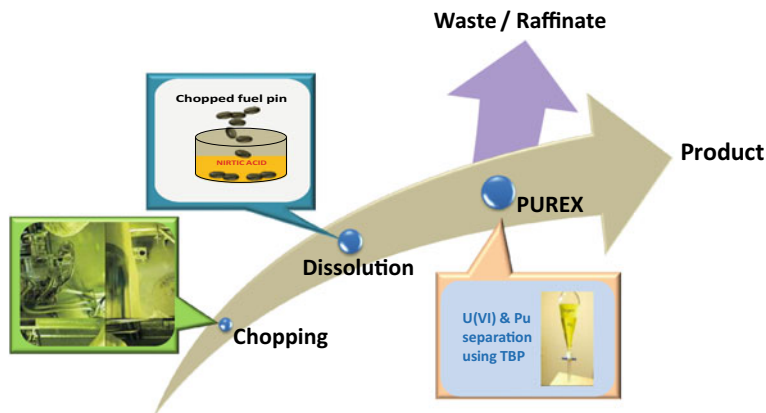 Waste / Raffinate
Chopped fuel pin
NIRTIC ACID
Product
PUREX
Dissolution
Chopping
U(VI) & Pu
separation
using TBP